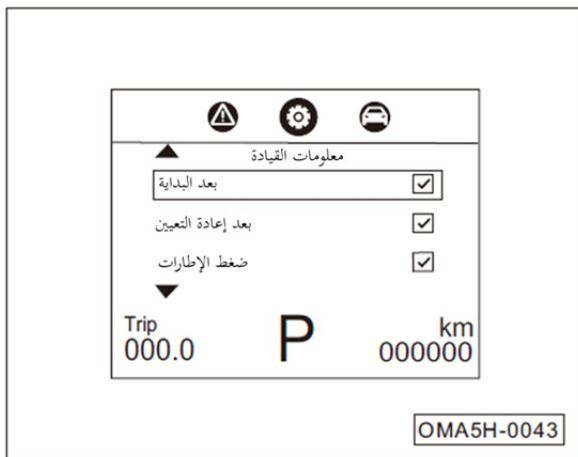 معلومات القيادة
بعد البداية
بعد إعادة التعيين
ضغط الإطارات
Trip
000.0
P
km
000000
OMA5H-0043